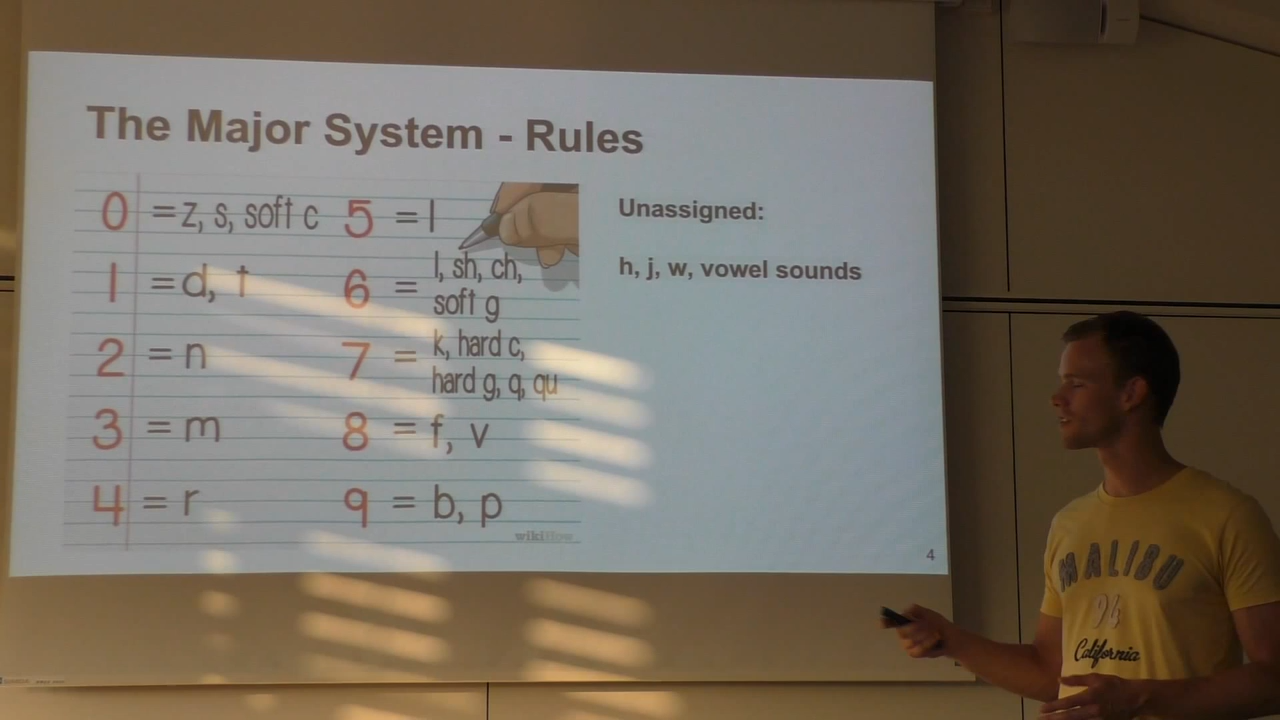 The Major System - Rules
0 = z, s, soft c
1 = d, t
2 = n
3 = m
4 = r
5 = l
6 = l, sh, ch,
soft g
7 = k, hard c,
hard g, q, qu
8 = f, v
9 = b, p
wikiHow
Unassigned:
h, j, w, vowel sounds
4
MALIBU
94
California